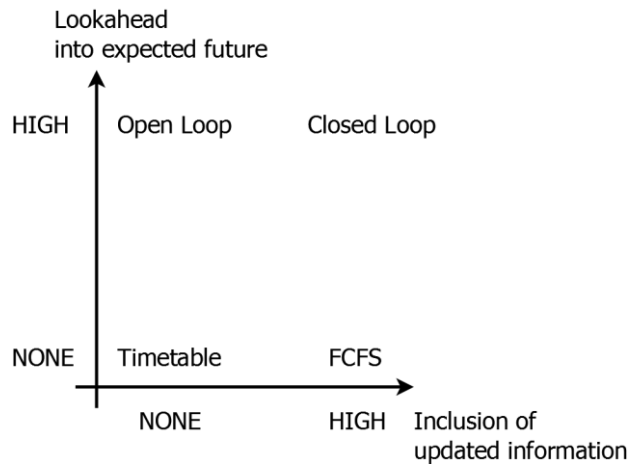 Lookahead
into expected future
HIGH Open Loop Closed Loop
NONE Timetable FCFS
NONE HIGH Inclusion of
updated information